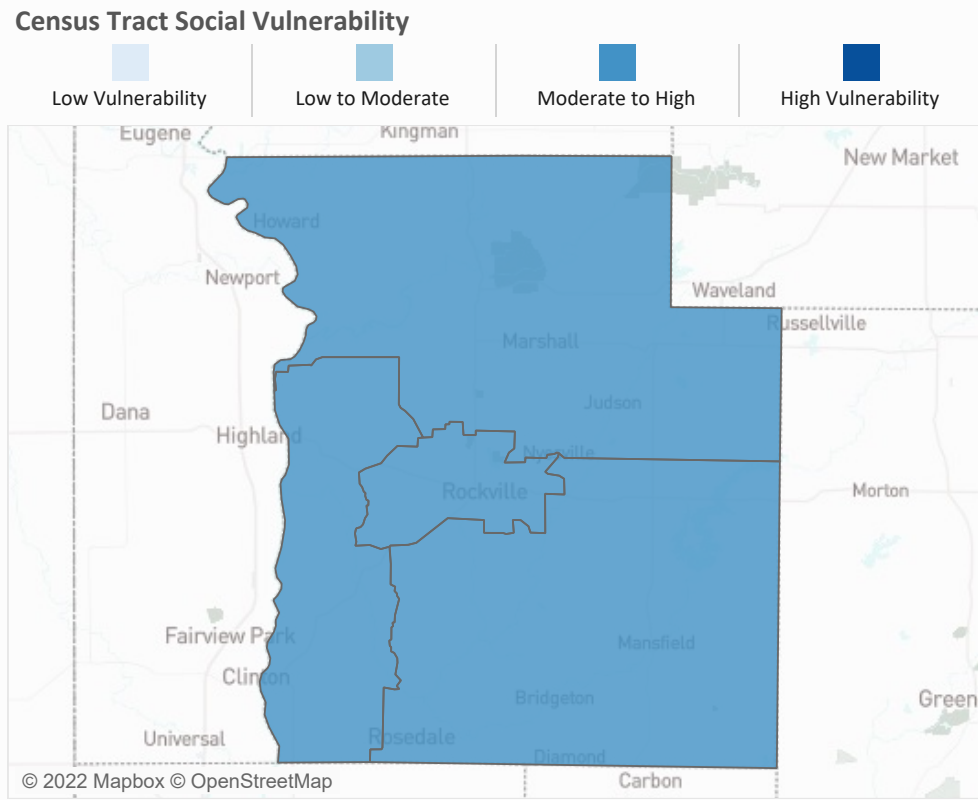 Census Tract Social Vulnerability
Low Vulnerability
Low to Moderate
Moderate to High
High Vulnerability
Eugene
Kingman
New Market
Howard
Newport
Waveland
Russellville
Marshall
Dana
Judson
Highland
Nyesville
Rockville
Morton
Fairview Park
Mansfield
Clinton
Bridgeton
Green
Universal
Rosedale
Diamond
Carbon
© 2022 Mapbox © OpenStreetMap